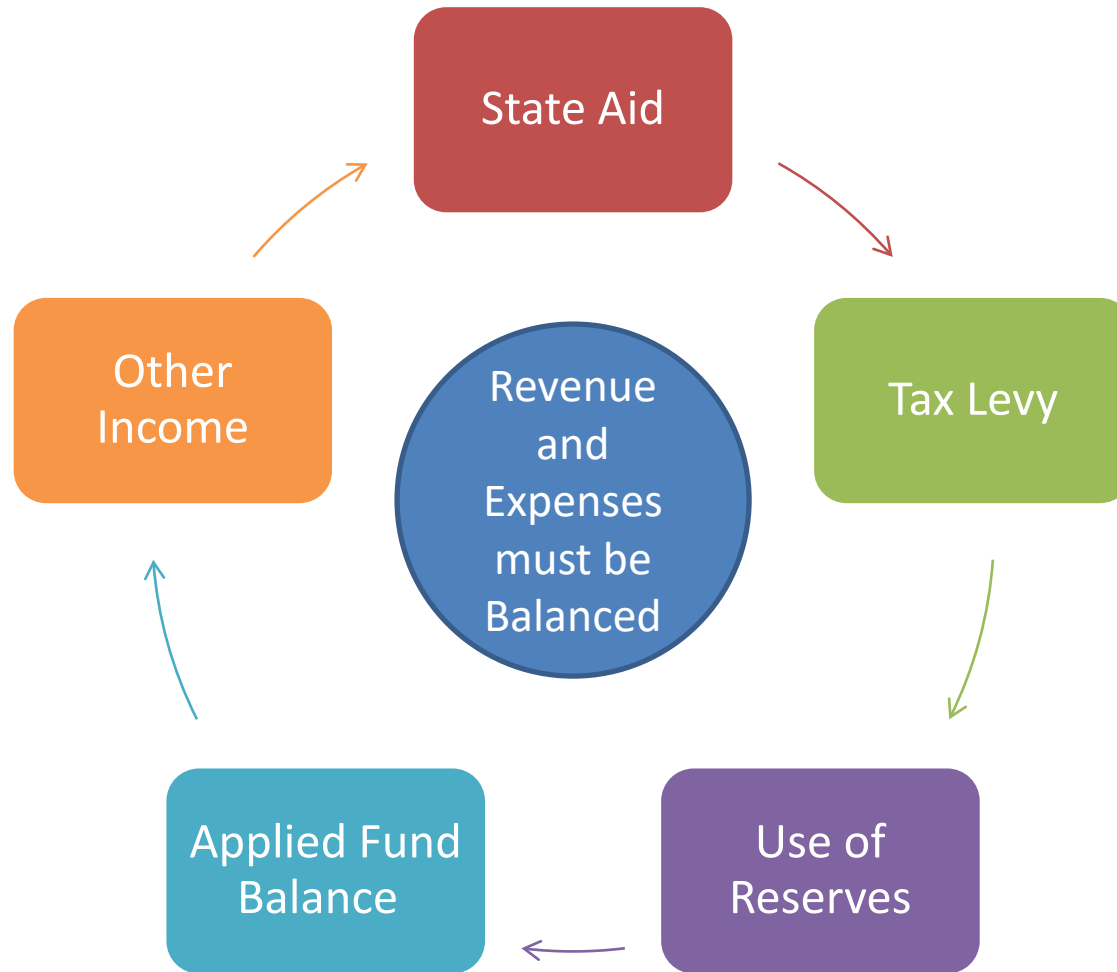 State Aid
Tax Levy
Use of
Reserves
Applied Fund
Balance
Other
Income
Revenue
and
Expenses
must be
Balanced